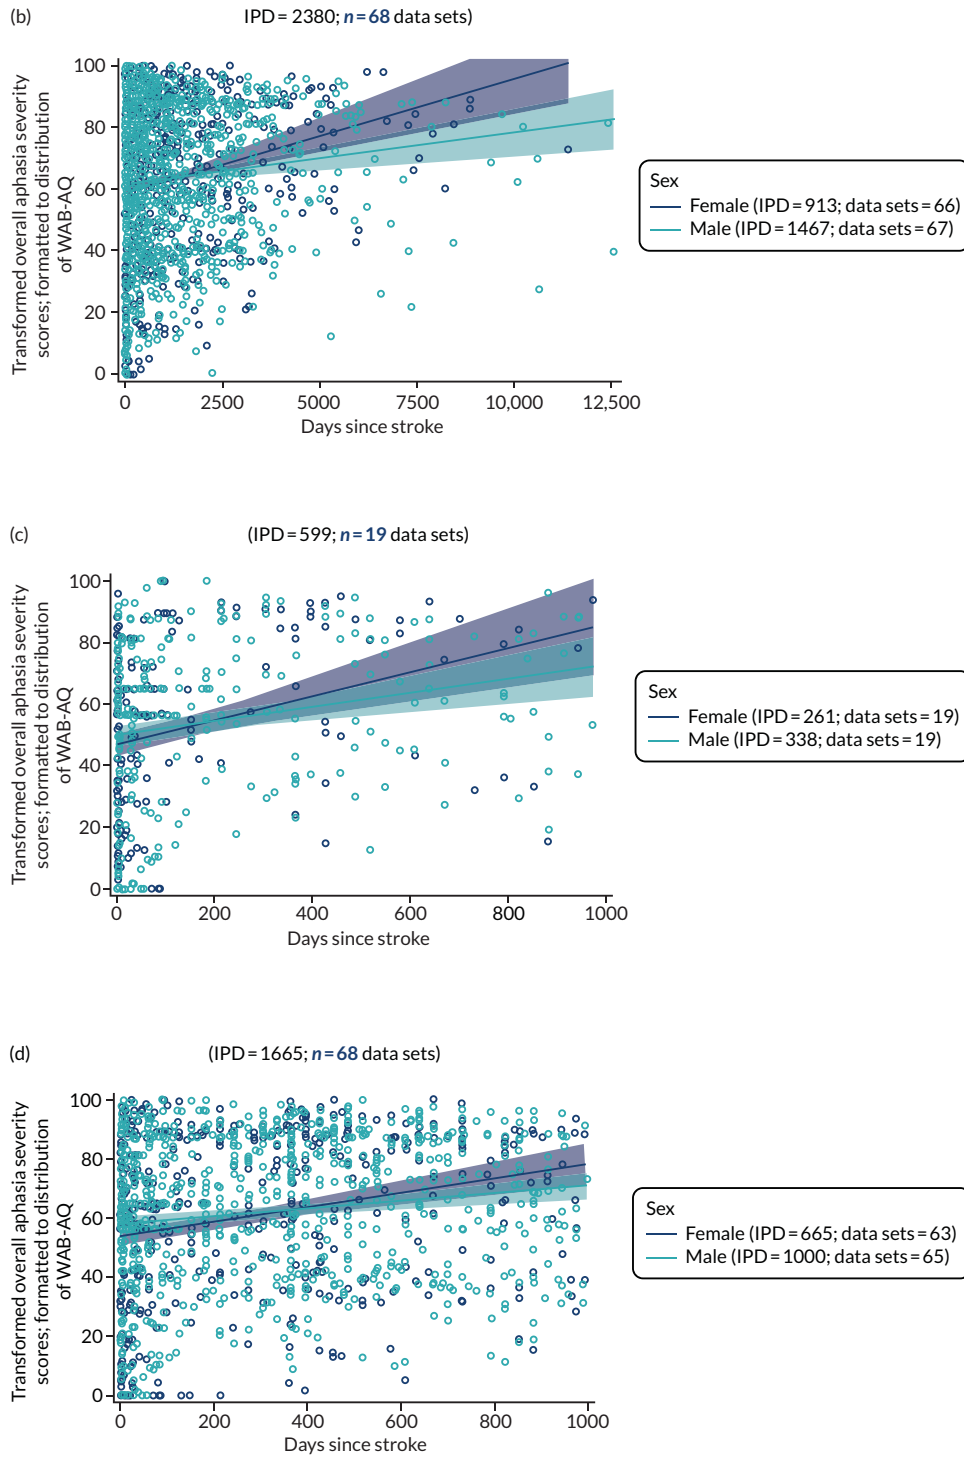 (b)
IPD = 2380; n = 68 data sets)
Transformed overall aphasia severity
scores; formatted to distribution
of WAB-AQ
100
80
60
40
20
0
0 2500 5000 7500 10,000 12,500
Days since stroke
Sex
Female (IPD = 913; data sets = 66)
Male (IPD = 1467; data sets = 67)
(c)
(IPD = 599; n = 19 data sets)
Transformed overall aphasia severity
scores; formatted to distribution
of WAB-AQ
100
80
60
40
20
0
0 200 400 600 800 1000
Days since stroke
Sex
Female (IPD = 261; data sets = 19)
Male (IPD = 338; data sets = 19)
(d)
(IPD = 1665; n = 68 data sets)
Transformed overall aphasia severity
scores; formatted to distribution
of WAB-AQ
100
80
60
40
20
0
0 200 400 600 800 1000
Days since stroke
Sex
Female (IPD = 665; data sets = 63)
Male (IPD = 1000; data sets = 65)